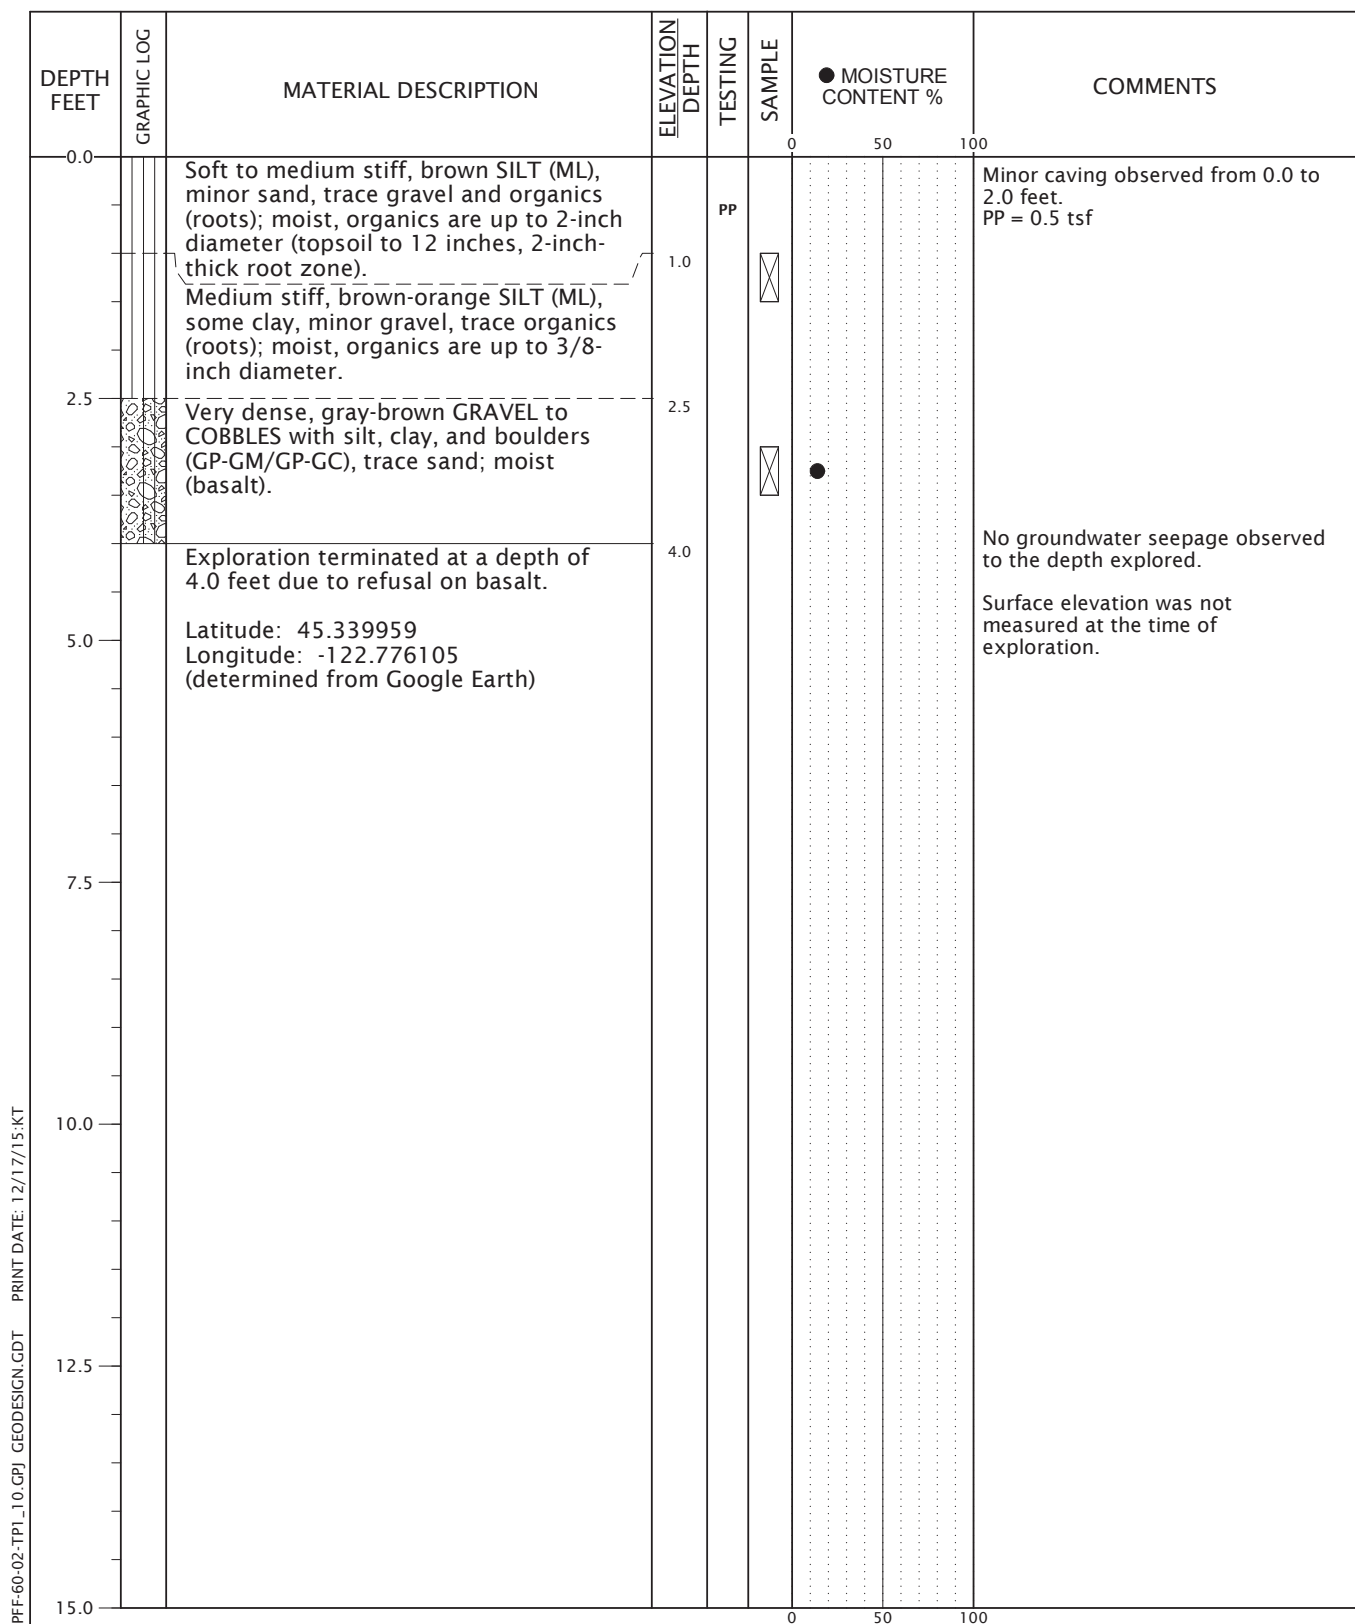 DEPTH
FEET
GRAPHIC LOG
MATERIAL DESCRIPTION
ELEVATION
DEPTH
TESTING
SAMPLE
● MOISTURE
CONTENT %
COMMENTS
0 50 100
0.0
Soft to medium stiff, brown SILT (ML),
minor sand, trace gravel and organics
(roots); moist, organics are up to 2-inch
diameter (topsoil to 12 inches, 2-inch-
thick root zone).
PP
Minor caving observed from 0.0 to
2.0 feet.
PP = 0.5 tsf
1.0
Medium stiff, brown-orange SILT (ML),
some clay, minor gravel, trace organics
(roots); moist, organics are up to 3/8-
inch diameter.
2.5
2.5
Very dense, gray-brown GRAVEL to
COBBLES with silt, clay, and boulders
(GP-GM/GP-GC), trace sand; moist
(basalt).
4.0
Exploration terminated at a depth of
4.0 feet due to refusal on basalt.
No groundwater seepage observed
to the depth explored.
Surface elevation was not
measured at the time of
exploration.
5.0
Latitude: 45.339959
Longitude: -122.776105
(determined from Google Earth)
7.5
10.0
12.5
15.0
0 50 100
PFF-60-02-TP1_10.GPJ GEODESIGN.GDT PRINT DATE: 12/17/15:KT